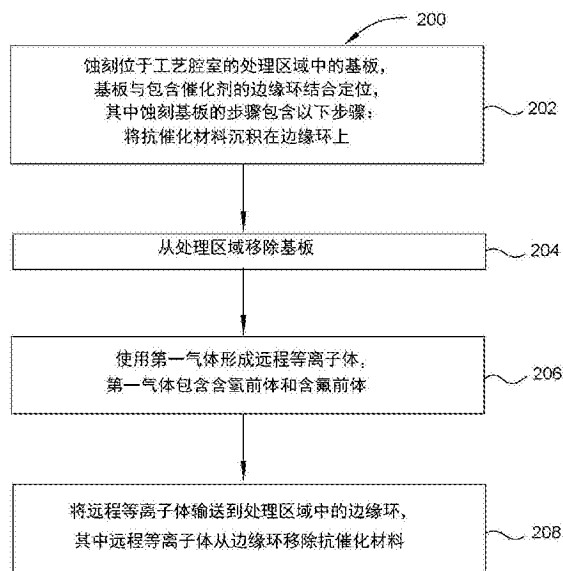 200
蚀刻位于工艺腔室的处理区域中的基板，
基板与包含催化剂的边缘环结合定位，
其中蚀刻基板的步骤包含以下步骤：
将抗催化材料沉积在边缘环上
202
从处理区域移除基板
204
使用第一气体形成远程等离子体，
第一气体包含含氢前体和含氟前体
206
将远程等离子体输送到处理区域中的边缘环，
其中远程等离子体从边缘环移除抗催化材料
208